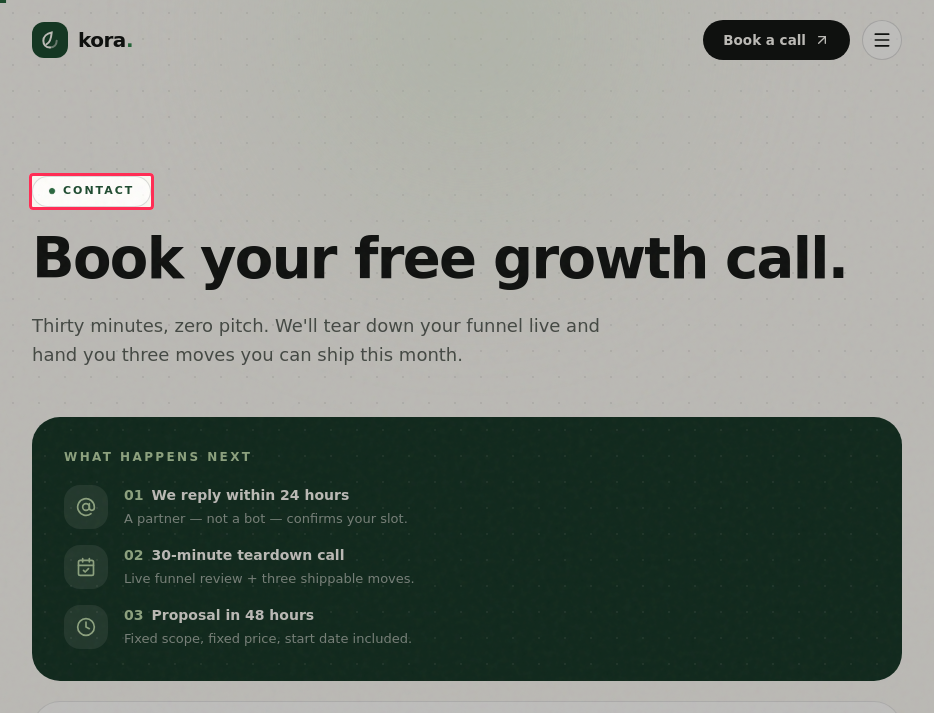 kora.
Book a call
CONTACT
Book your free growth call.
Thirty minutes, zero pitch. We'll tear down your funnel live and
hand you three moves you can ship this month.
WHAT HAPPENS NEXT
01 We reply within 24 hours
A partner — not a bot — confirms your slot.
02 30-minute teardown call
Live funnel review + three shippable moves.
03 Proposal in 48 hours
Fixed scope, fixed price, start date included.